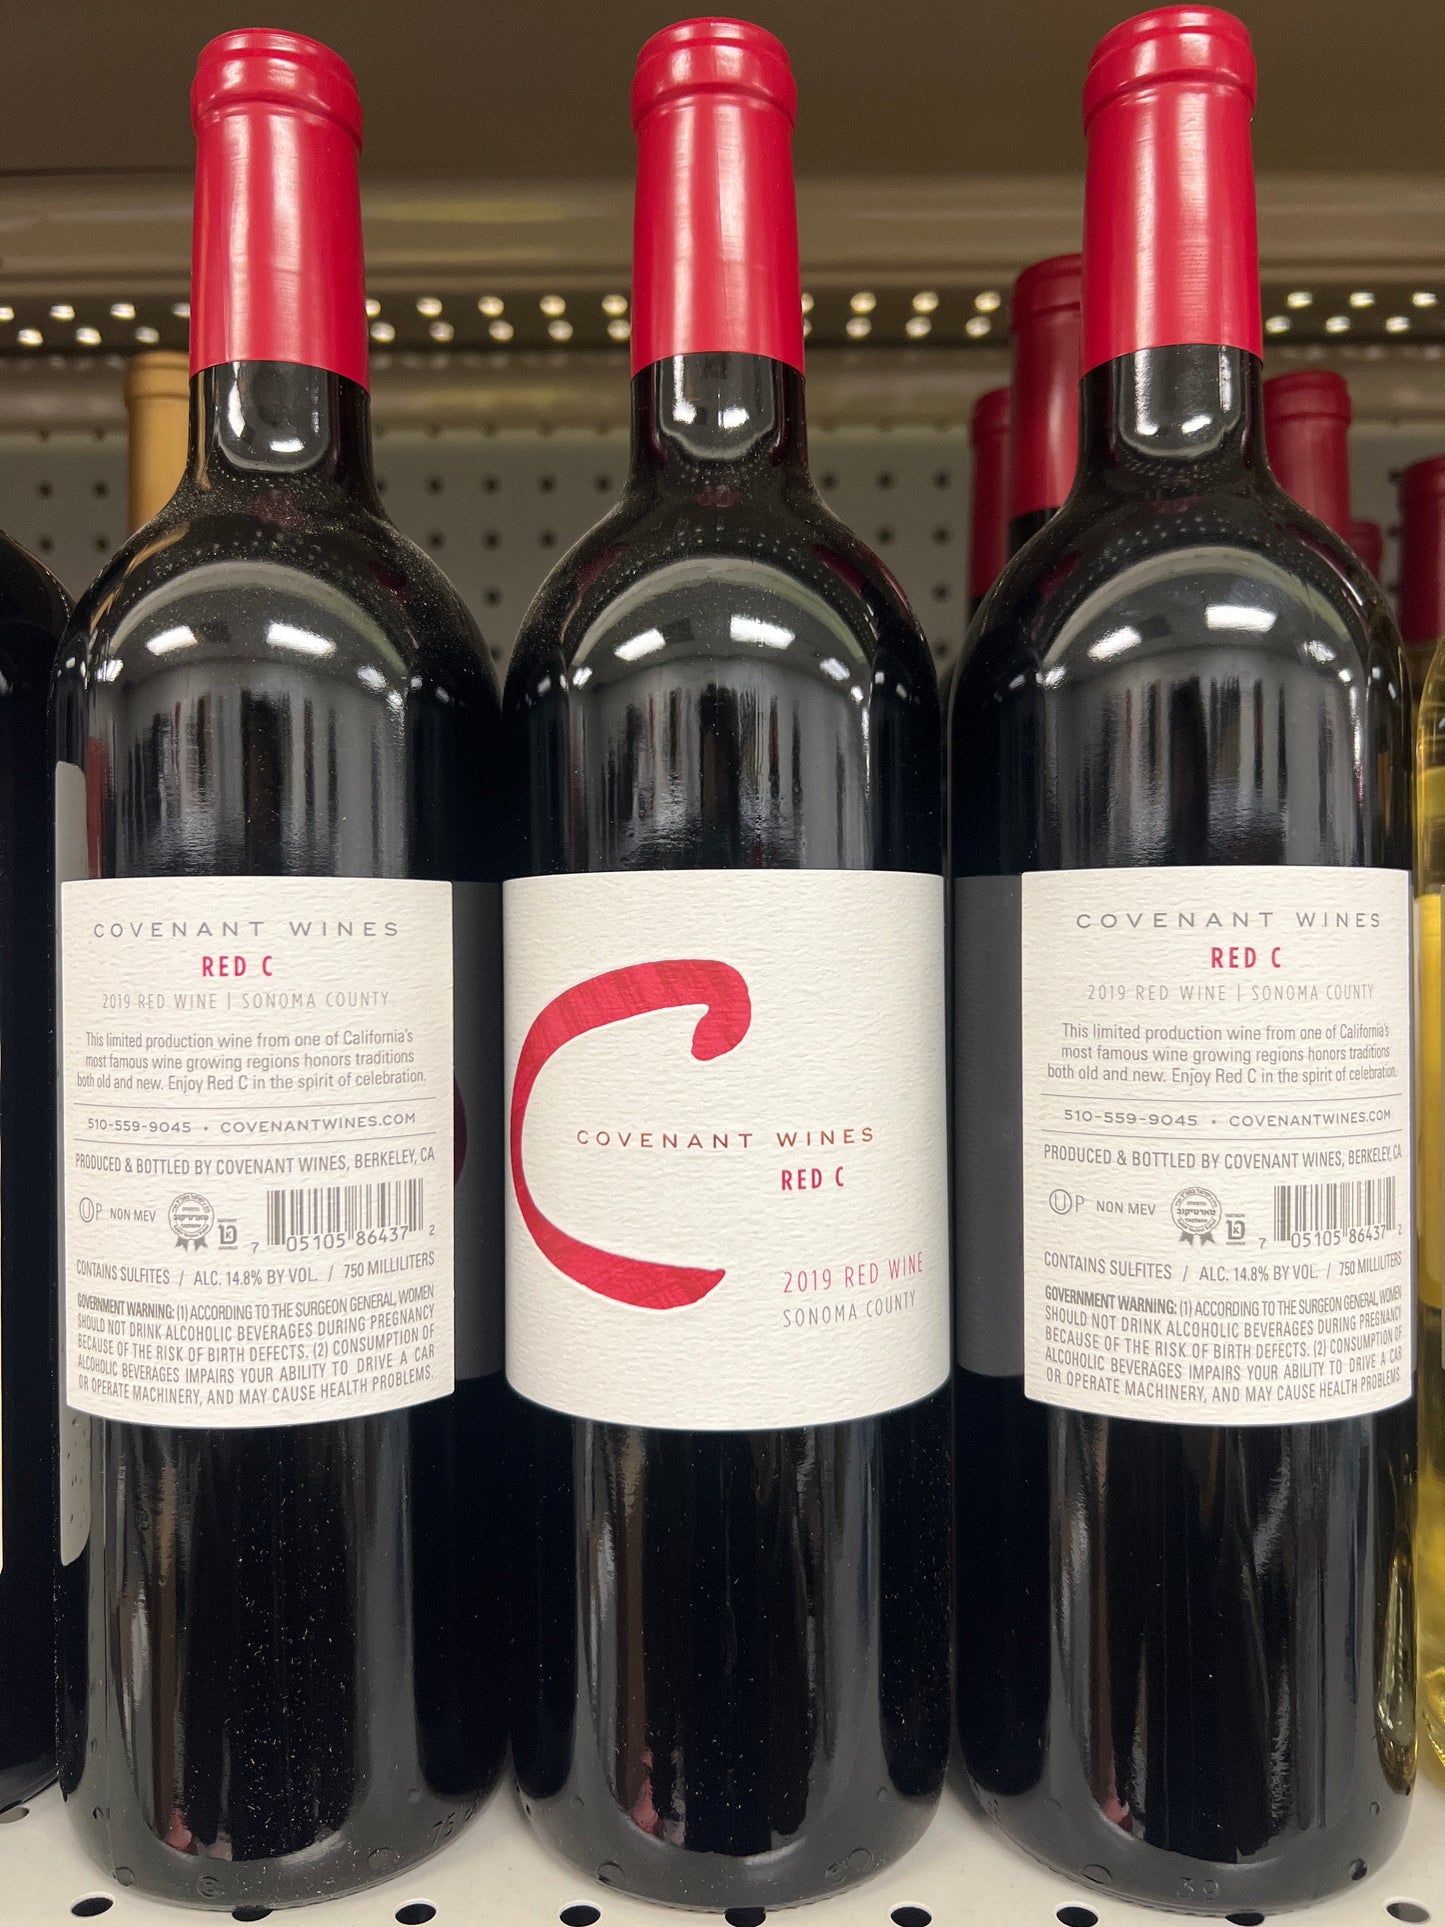 COVENANT WINES
RED C
2019 RED WINE | SONOMA COUNTY
This limited production wine from one of California's
most famous wine growing regions honors traditions
both old and new. Enjoy Red C in the spirit of celebration.
510-559-9045 • COVENANTWINES.COM
PRODUCED & BOTTLED BY COVENANT WINES, BERKELEY, CA
UP NON MEV
7 05105 86437 2
CONTAINS SULFITES / ALC. 14.8% BY VOL. / 750 MILLILITERS
GOVERNMENT WARNING: (1) ACCORDING TO THE SURGEON GENERAL, WOMEN
SHOULD NOT DRINK ALCOHOLIC BEVERAGES DURING PREGNANCY
BECAUSE OF THE RISK OF BIRTH DEFECTS. (2) CONSUMPTION OF
ALCOHOLIC BEVERAGES IMPAIRS YOUR ABILITY TO DRIVE A CAR
OR OPERATE MACHINERY, AND MAY CAUSE HEALTH PROBLEMS.
C
COVENANT WINES
RED C
2019 RED WINE
SONOMA COUNTY
COVENANT WINES
RED C
2019 RED WINE | SONOMA COUNTY
This limited production wine from one of California's
most famous wine growing regions honors traditions
both old and new. Enjoy Red C in the spirit of celebration.
510-559-9045 • COVENANTWINES.COM
PRODUCED & BOTTLED BY COVENANT WINES, BERKELEY, CA
UP NON MEV
7 05105 86437 2
CONTAINS SULFITES / ALC. 14.8% BY VOL. / 750 MILLILITERS
GOVERNMENT WARNING: (1) ACCORDING TO THE SURGEON GENERAL, WOMEN
SHOULD NOT DRINK ALCOHOLIC BEVERAGES DURING PREGNANCY
BECAUSE OF THE RISK OF BIRTH DEFECTS. (2) CONSUMPTION OF
ALCOHOLIC BEVERAGES IMPAIRS YOUR ABILITY TO DRIVE A CAR
OR OPERATE MACHINERY, AND MAY CAUSE HEALTH PROBLEMS.
39